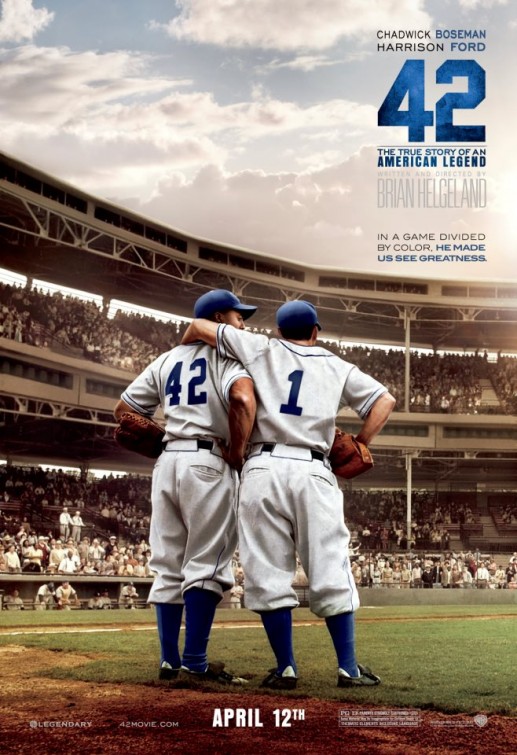 CHADWICK BOSEMAN
HARRISON FORD
42
THE TRUE STORY OF AN
AMERICAN LEGEND
WRITTEN AND DIRECTED BY
BRIAN HELGELAND
IN A GAME DIVIDED
BY COLOR, HE MADE
US SEE GREATNESS.
42
1
LEGENDARY
42MOVIE.COM
APRIL 12TH